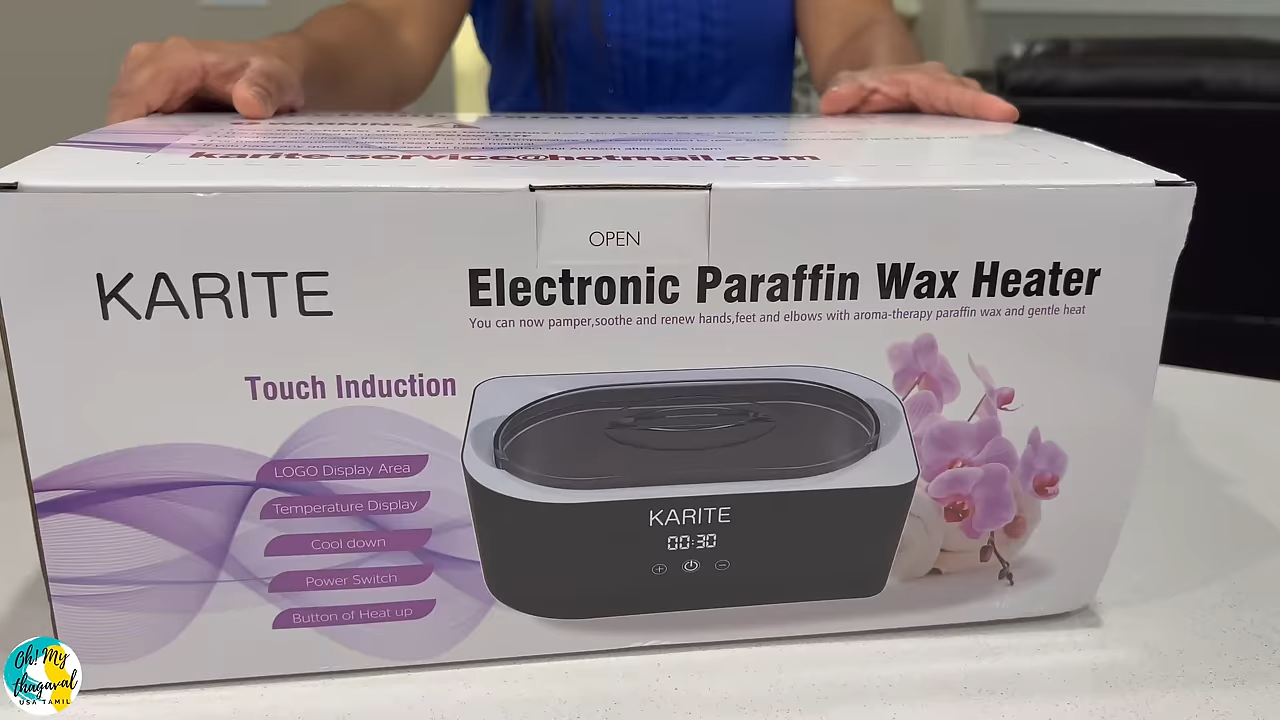 WARNING
karite-service@hotmail.com
OPEN
KARITE
Electronic Paraffin Wax Heater
You can now pamper,soothe and renew hands,feet and elbows with aroma-therapy paraffin wax and gentle heat
Touch Induction
LOGO Display Area
Temperature Display
Cool down
Power Switch
Button of Heat up
KARITE
00:30
Oh! My
thagaval
USA TAMIL